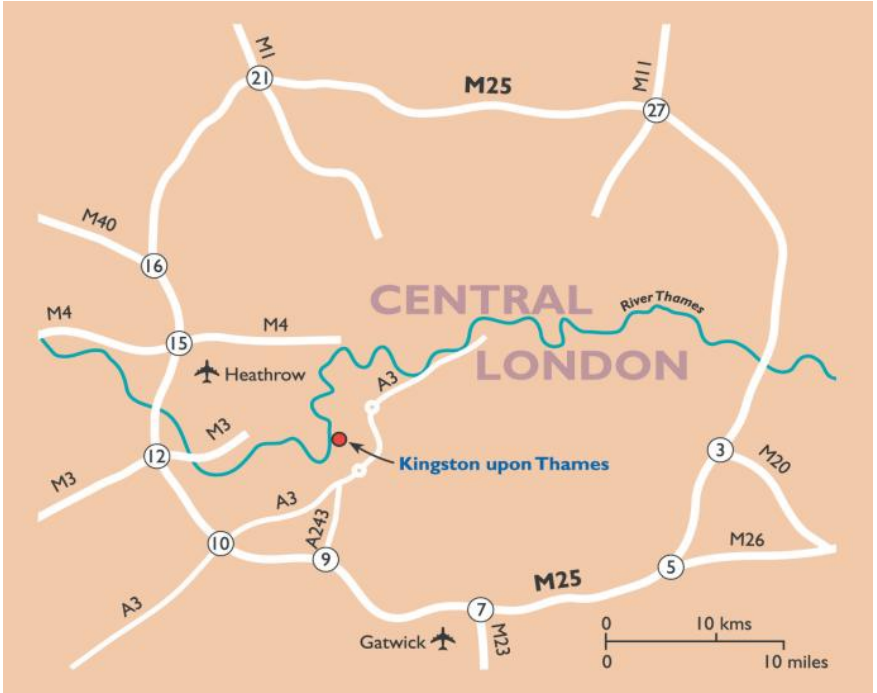 M1
21
M25
M11
27
M40
16
CENTRAL
River Thames
M4
15
M4
Heathrow
LONDON
A3
M3
12
Kingston upon Thames
3
M20
M3
A3
A243
10
9
5
M26
A3
M25
7
Gatwick
M23
0
10 kms
0
10 miles